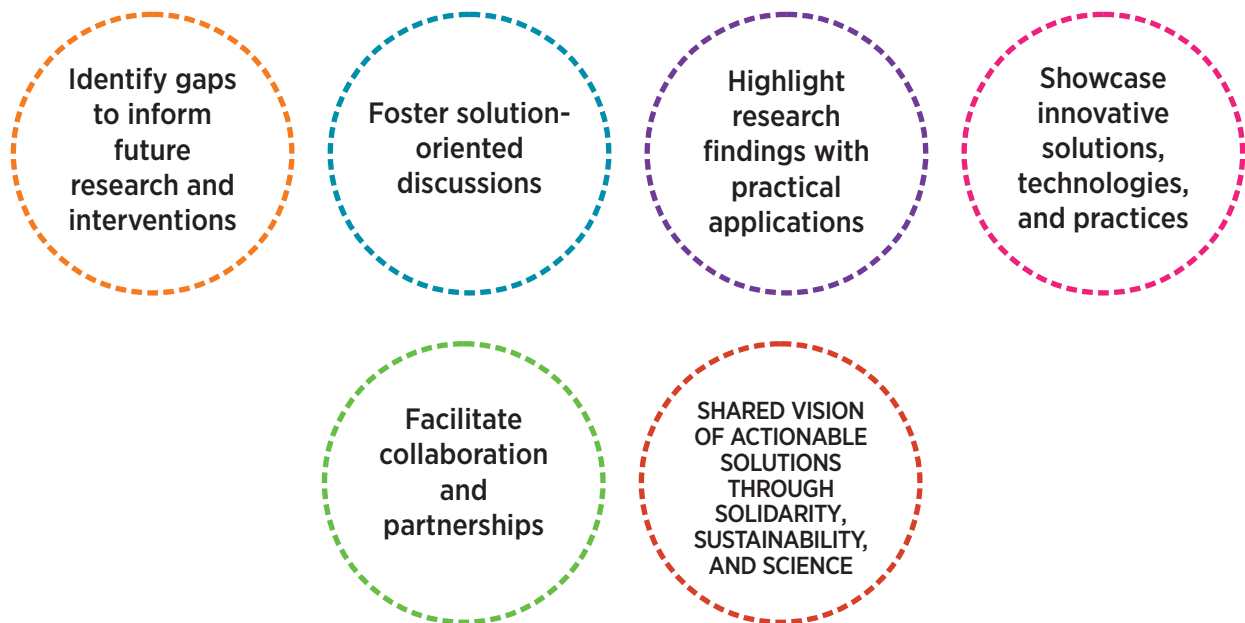 Identify gaps
to inform
future
research and
interventions
Foster solution-
oriented
discussions
Highlight
research
findings with
practical
applications
Showcase
innovative
solutions,
technologies,
and practices
Facilitate
collaboration
and
partnerships
SHARED VISION
OF ACTIONABLE
SOLUTIONS
THROUGH
SOLIDARITY,
SUSTAINABILITY,
AND SCIENCE